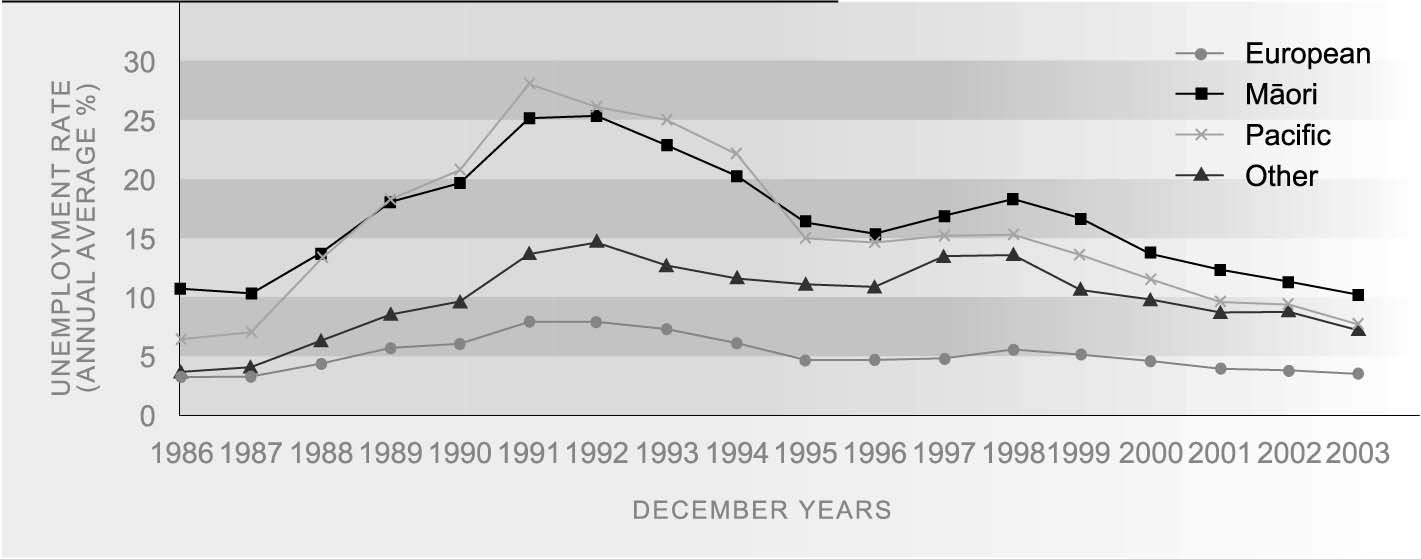 UNEMPLOYMENT RATE
(ANNUAL AVERAGE %)
30
25
20
15
10
5
0
European
Māori
Pacific
Other
1986 1987 1988 1989 1990 1991 1992 1993 1994 1995 1996 1997 1998 1999 2000 2001 2002 2003
DECEMBER YEARS